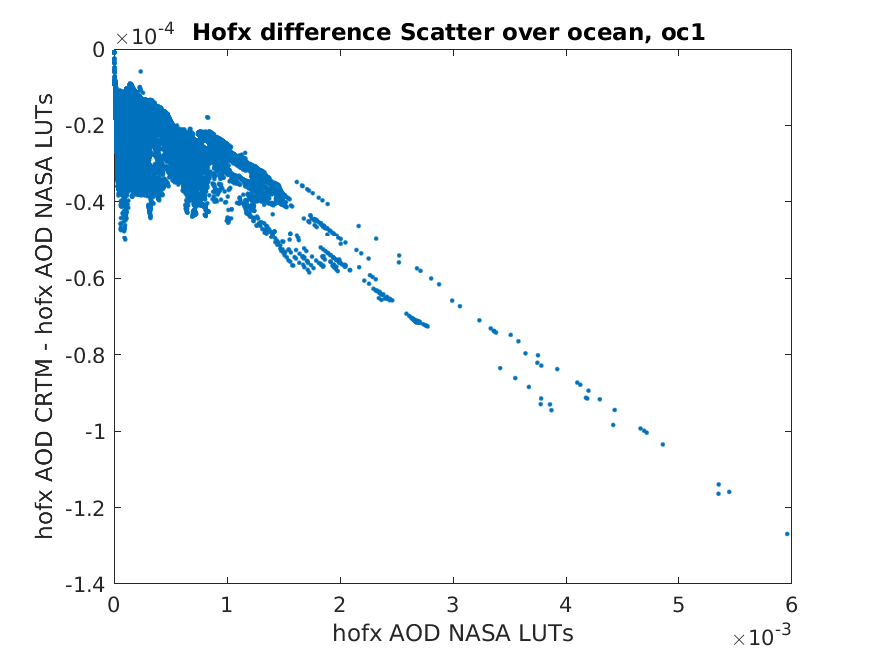 ×10⁻⁴ Hofx difference Scatter over ocean, oc1
0
-0.2
-0.4
-0.6
-0.8
-1
-1.2
-1.4
hofx AOD CRTM - hofx AOD NASA LUTs
0 1 2 3 4 5 6
hofx AOD NASA LUTs
×10⁻³